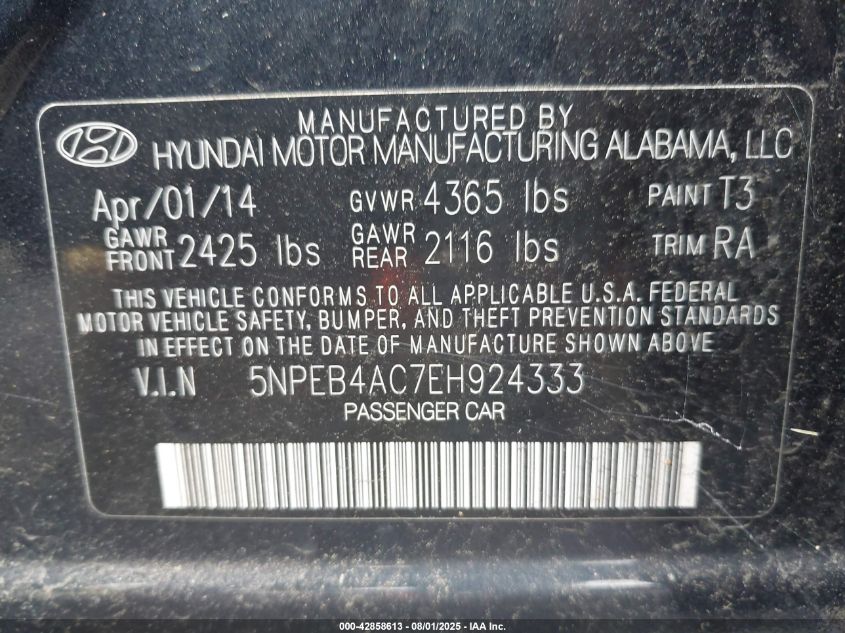 MANUFACTURED BY
HYUNDAI MOTOR MANUFACTURING ALABAMA, LLC
Apr/01/14 GVWR 4365 lbs PAINT T3
GAWR FRONT 2425 lbs GAWR REAR 2116 lbs TRIM RA
THIS VEHICLE CONFORMS TO ALL APPLICABLE U.S.A. FEDERAL
MOTOR VEHICLE SAFETY, BUMPER, AND THEFT PREVENTION STANDARDS
IN EFFECT ON THE DATE OF MANUFACTURE SHOWN ABOVE.
V.I.N 5NPEB4AC7EH924333
PASSENGER CAR
000-42858613 - 08/01/2025 - IAA Inc.